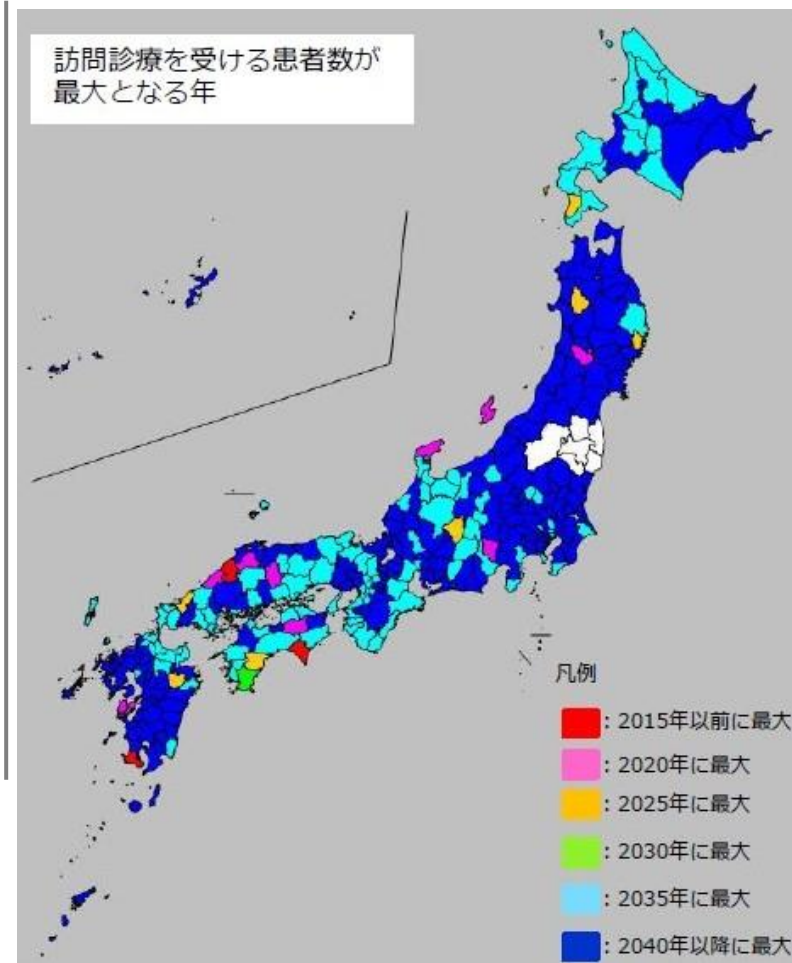 訪問診療を受ける患者数が
最大となる年
凡例
：2015年以前に最大
：2020年に最大
：2025年に最大
：2030年に最大
：2035年に最大
：2040年以降に最大